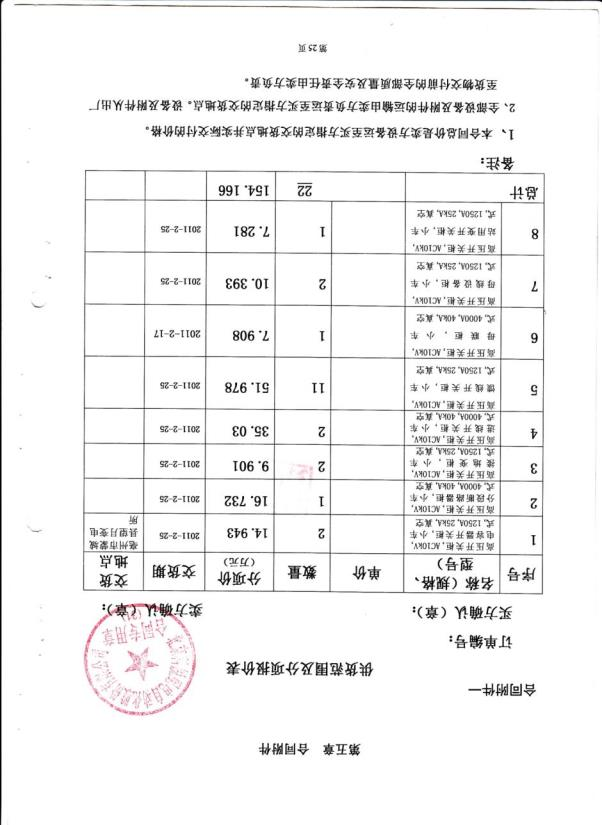 第五章 合同附件
合同附件一
供货范围及分项报价表
订单编号:
买方确认（章）: 卖方确认（章）:
合同专用章
序号 名称（规格、型号） 单价 数量 分项价（万元） 交货期 交货地点
1 高压开关柜, AC10kV, 电容器开关柜, 小车式, 1250A, 25kA, 真空 2 14.943 2011-2-25 亳州市蒙城县望月变电所
2 高压开关柜, AC10kV, 分段断路器柜, 小车式, 4000A, 40kA, 真空 1 16.732 2011-2-25
3 高压开关柜, AC10kV, 接地变柜, 小车式, 1250A, 25kA, 真空 2 9.901 2011-2-25
4 高压开关柜, AC10kV, 进线开关柜, 小车式, 4000A, 40kA, 真空 2 35.03 2011-2-25
5 高压开关柜, AC10kV, 馈线开关柜, 小车式, 1250A, 25kA, 真空 11 51.978 2011-2-25
6 高压开关柜, AC10kV, 母联柜, 小车式, 4000A, 40kA, 真空 1 7.908 2011-2-17
7 高压开关柜, AC10kV, 母线设备柜, 小车式, 1250A, 25kA, 真空 2 10.393 2011-2-25
8 高压开关柜, AC10kV, 站用变开关柜, 小车式, 1250A, 25kA, 真空 1 7.281 2011-2-25
总计 22 154.166
备注:
1、本合同总价是卖方设备运至买方指定的交货地点并实际交付的价格。
2、全部设备及附件的运输由卖方负责运至买方指定的交货地点。设备及附件从出厂
至货物交付前的全部质量及安全责任由卖方负责。
第 25 页